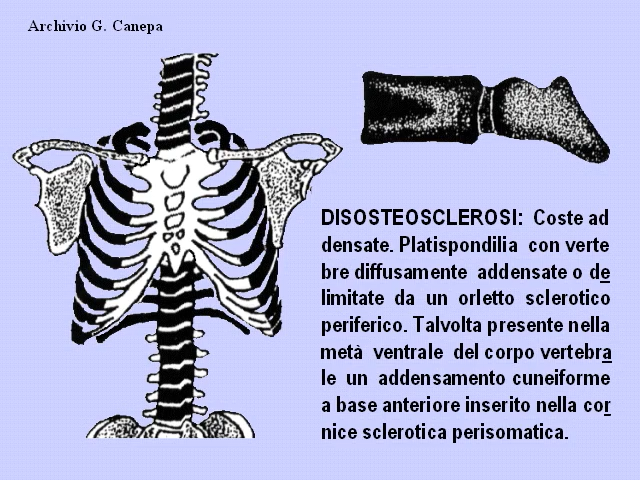 Archivio G. Canepa
DISOSTEOSCLEROSI: Coste ad
densate. Platispondilia con verte
bre diffusamente addensate o de
limitate da un orletto sclerotico
periferico. Talvolta presente nella
metà ventrale del corpo vertebra
le un addensamento cuneiforme
a base anteriore inserito nella cor
nice sclerotica perisomatica.